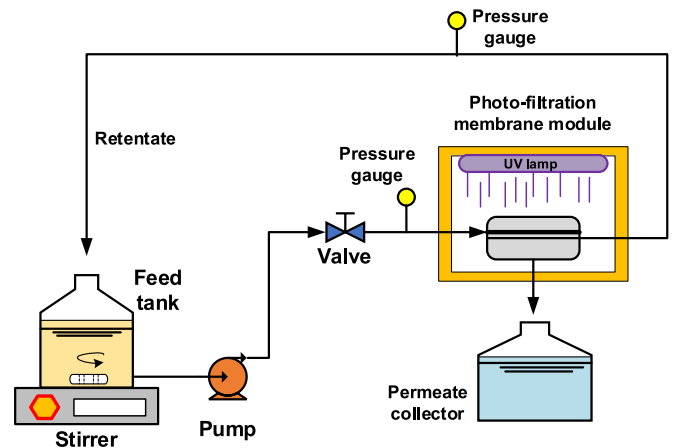 Pressure
gauge
Photo-filtration
membrane module
Retentate
Pressure
gauge
UV lamp
Valve
Feed
tank
Permeate
collector
Pump
Stirrer